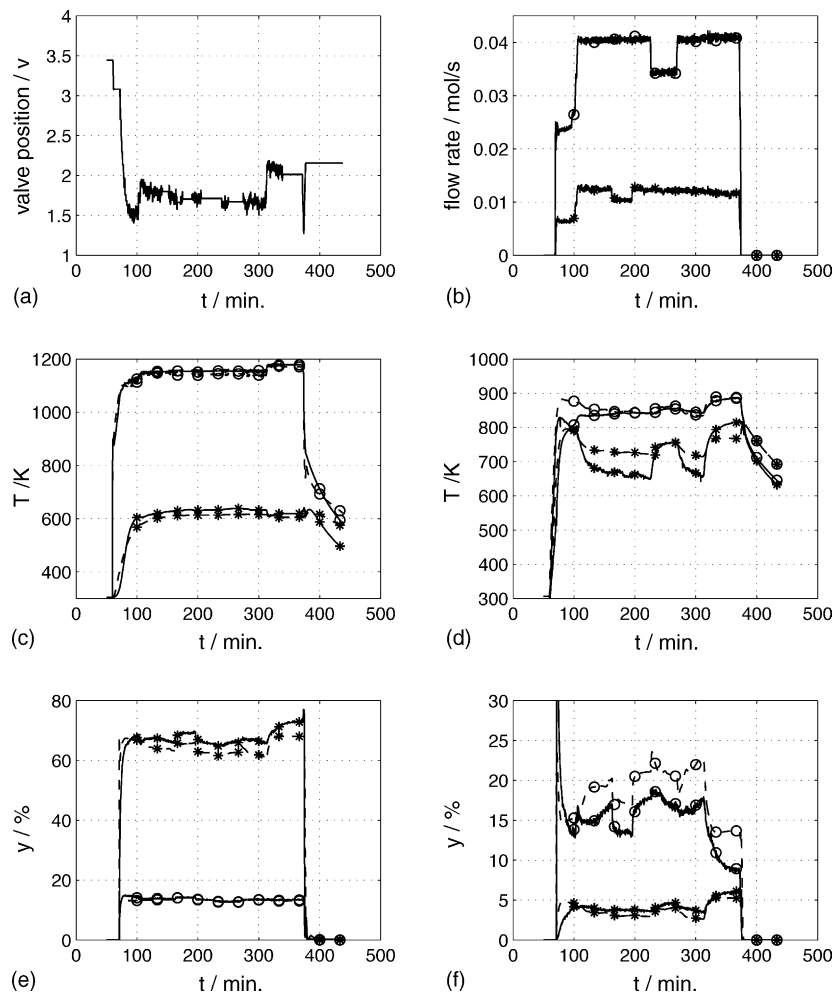 4
3.5
3
2.5
2
1.5
1
valve position / v
0 100 200 300 400 500
t / min.
(a)
0.04
0.03
0.02
0.01
0
flow rate / mol/s
0 100 200 300 400 500
t / min.
(b)
1200
1000
800
600
400
T /K
0 100 200 300 400 500
t / min.
(c)
1000
900
800
700
600
500
400
300
T /K
0 100 200 300 400 500
t / min.
(d)
80
60
40
20
0
y / %
0 100 200 300 400 500
t / min.
(e)
30
25
20
15
10
5
0
y / %
0 100 200 300 400 500
t / min.
(f)